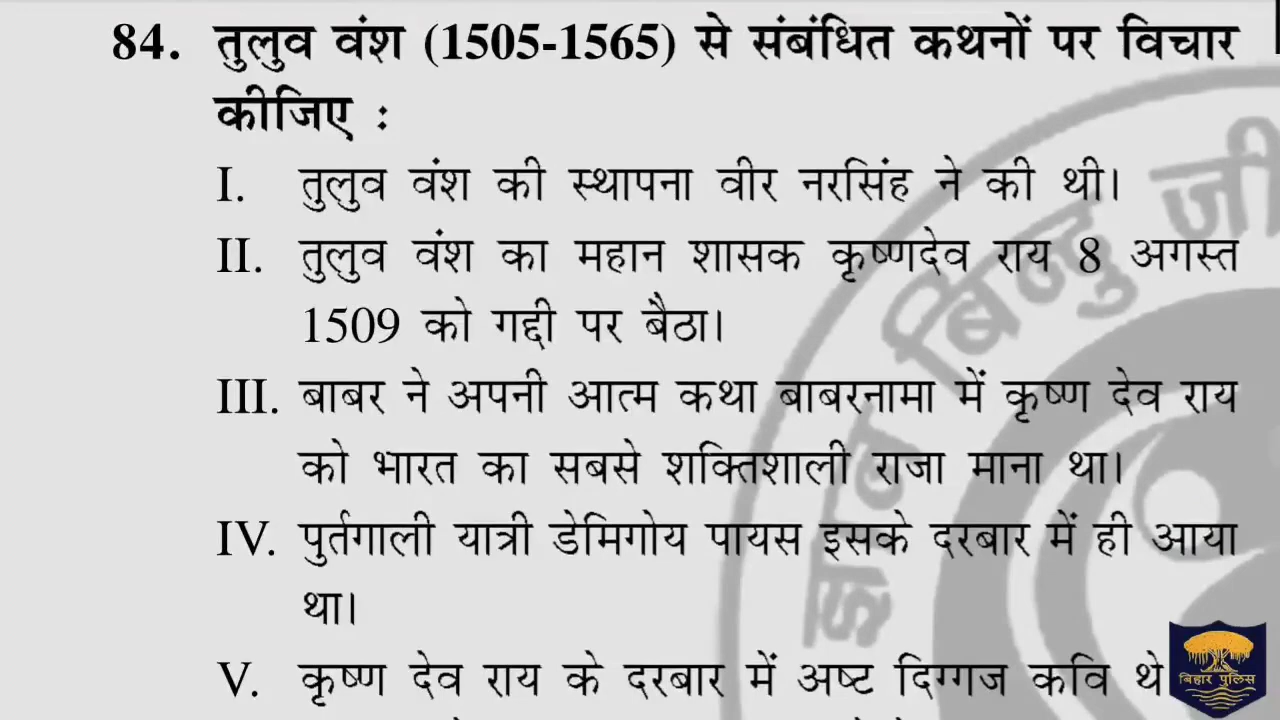 84. तुलुव वंश (1505-1565) से संबंधित कथनों पर विचार
कीजिए :
I. तुलुव वंश की स्थापना वीर नरसिंह ने की थी।
II. तुलुव वंश का महान शासक कृष्णदेव राय 8 अगस्त
1509 को गद्दी पर बैठा।
III. बाबर ने अपनी आत्म कथा बाबरनामा में कृष्ण देव राय
को भारत का सबसे शक्तिशाली राजा माना था।
IV. पुर्तगाली यात्री डेमिगोय पायस इसके दरबार में ही आया
था।
V. कृष्ण देव राय के दरबार में अष्ट दिग्गज कवि थे
ज्ञान बिन्दु जी
बिहार पुलिस